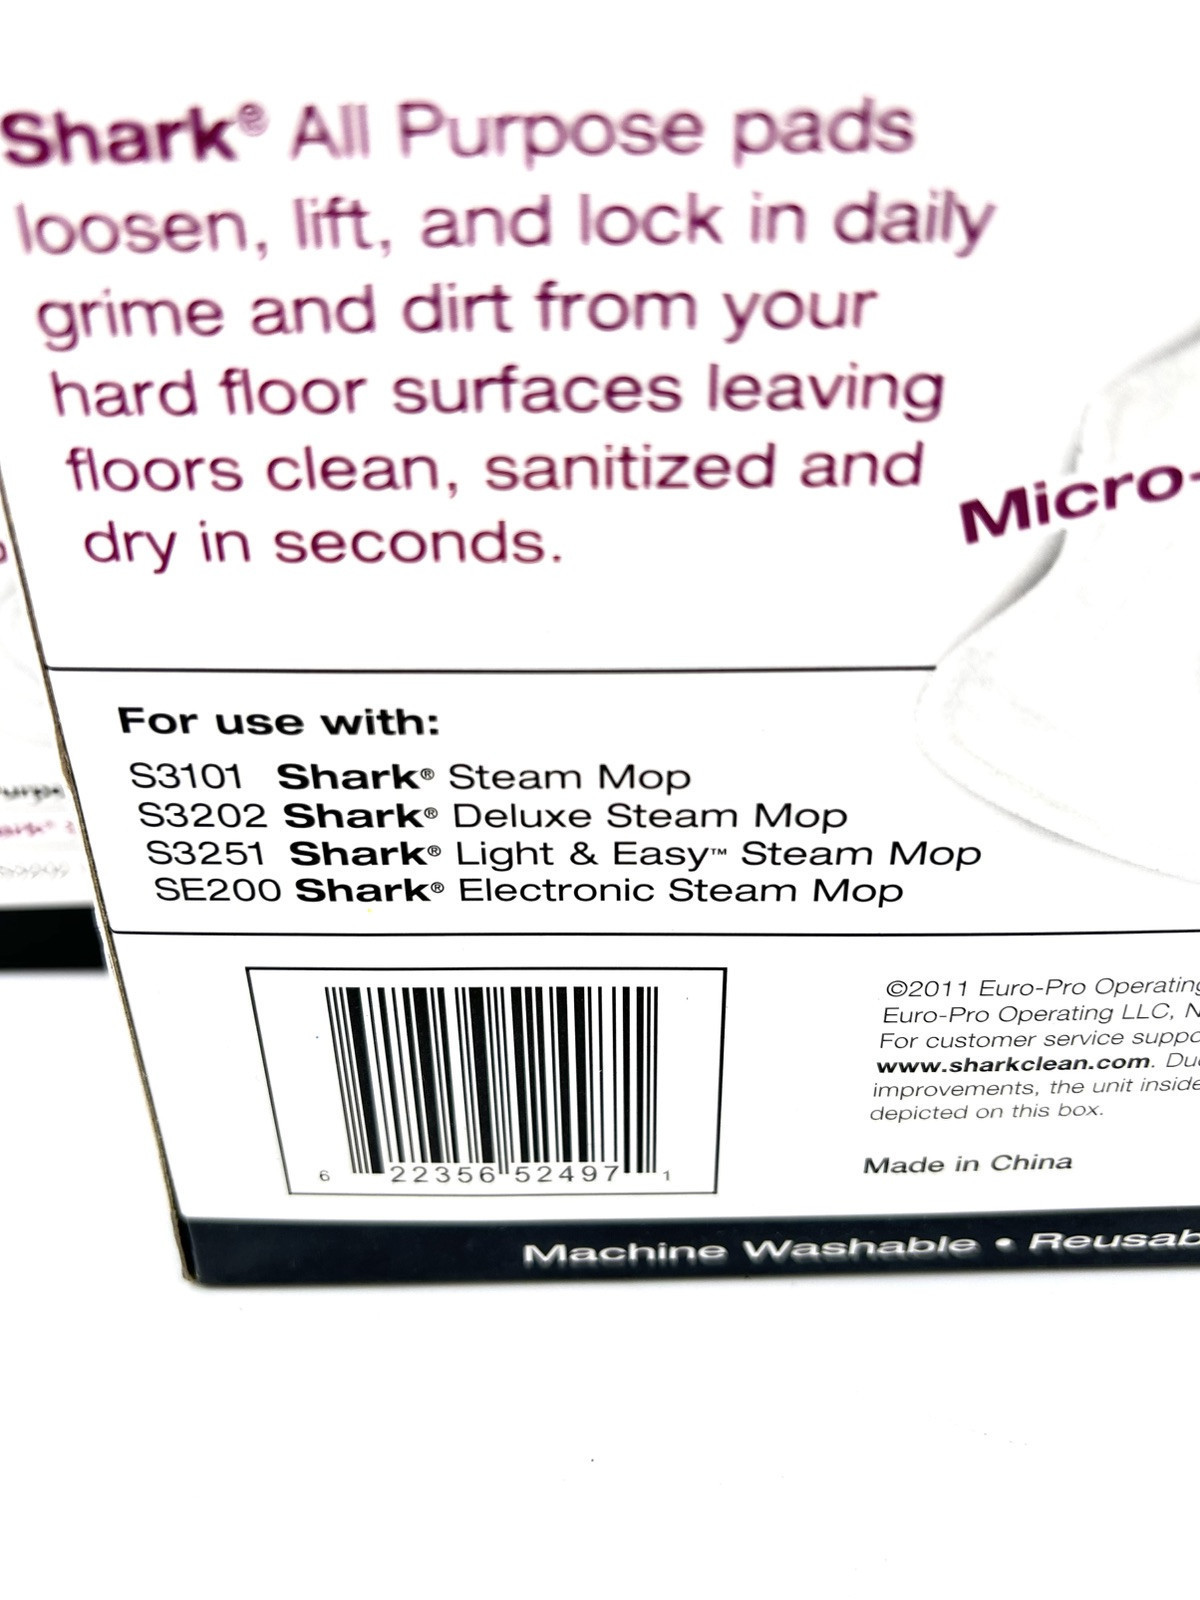 Shark® All Purpose pads
loosen, lift, and lock in daily
grime and dirt from your
hard floor surfaces leaving
floors clean, sanitized and
dry in seconds.
Micro-
For use with:
S3101 Shark® Steam Mop
S3202 Shark® Deluxe Steam Mop
S3251 Shark® Light & Easy™ Steam Mop
SE200 Shark® Electronic Steam Mop
6 22356 52497 1
©2011 Euro-Pro Operating
Euro-Pro Operating LLC, N
For customer service suppo
www.sharkclean.com. Du
improvements, the unit inside
depicted on this box.
Made in China
Machine Washable • Reusab